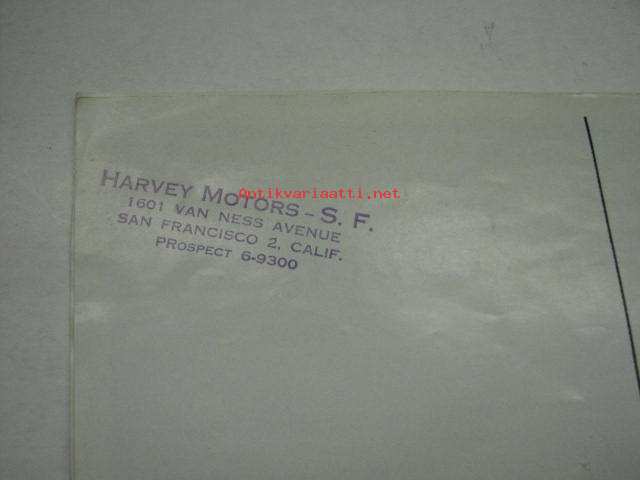 HARVEY MOTORS - S. F.
1601 VAN NESS AVENUE
SAN FRANCISCO 2, CALIF.
PROSPECT 6-9300
Antikvariaatti.net